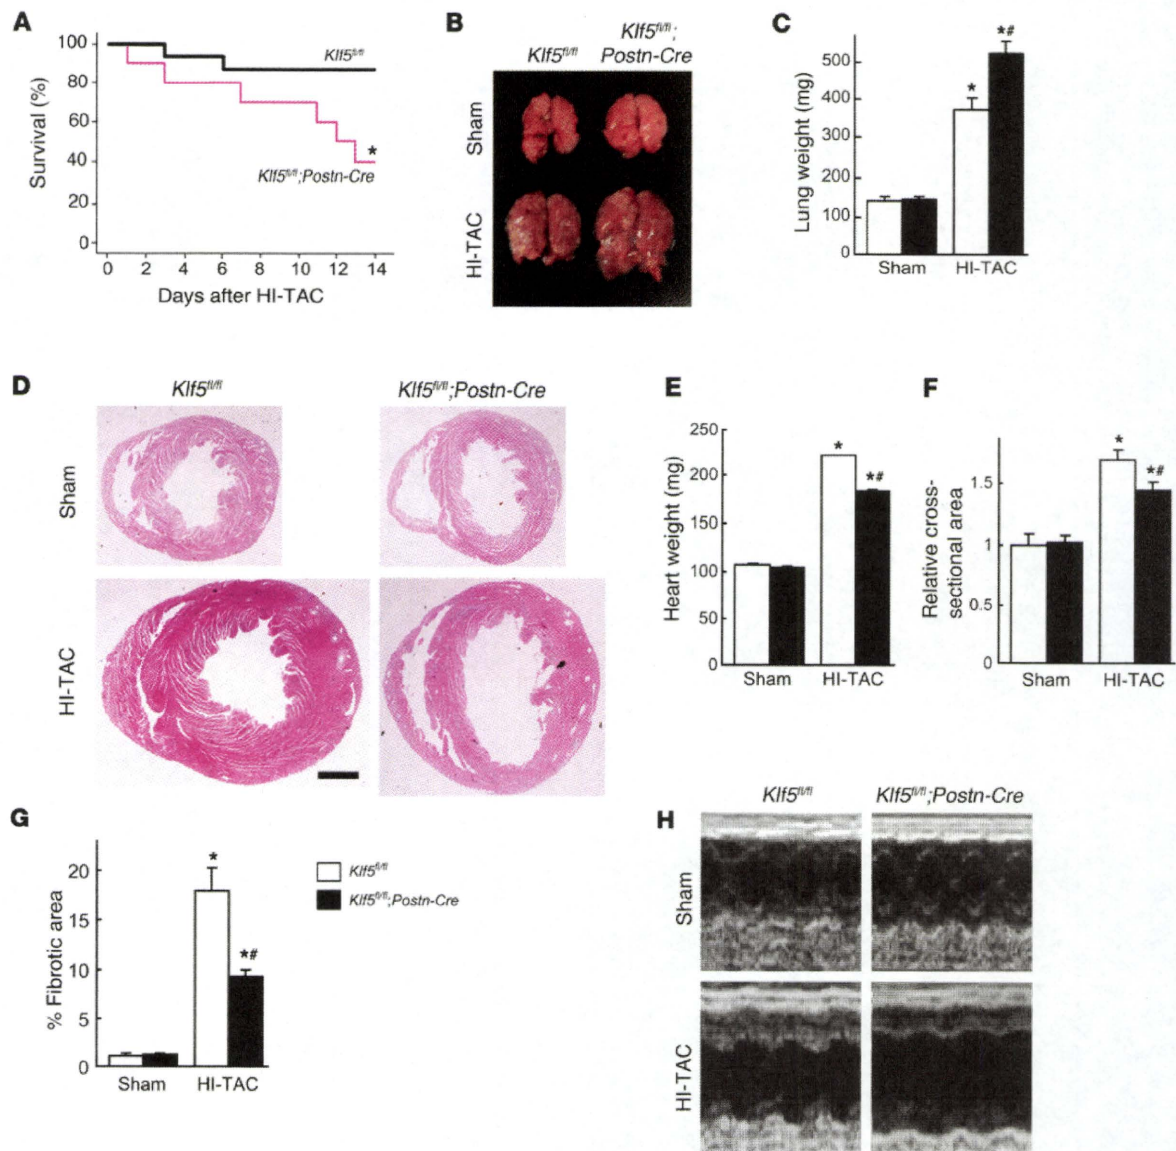 A
Survival (%)
100
80
60
40
20
0
0 2 4 6 8 10 12 14
Days after HI-TAC
Klf5fl/fl
*
Klf5fl/fl;Postn-Cre
B
Klf5fl/fl
Klf5fl/fl;
Postn-Cre
Sham
HI-TAC
C
Lung weight (mg)
500
400
300
200
100
0
*
*#
Sham HI-TAC
D
Klf5fl/fl
Klf5fl/fl;Postn-Cre
Sham
HI-TAC
E
Heart weight (mg)
250
200
150
100
50
0
*
*#
Sham HI-TAC
F
Relative cross-
sectional area
1.5
1
0.5
0
*
*#
Sham HI-TAC
G
% Fibrotic area
20
15
10
5
0
*
*#
Sham HI-TAC
Klf5fl/fl
Klf5fl/fl;Postn-Cre
H
Klf5fl/fl
Klf5fl/fl;Postn-Cre
Sham
HI-TAC